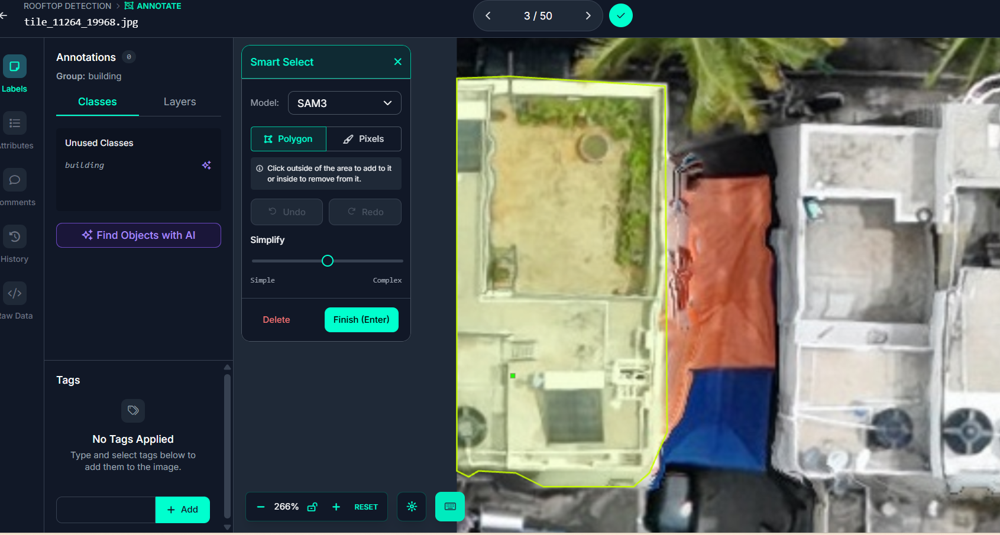 ROOFTOP DETECTION > ANNOTATE
tile_11264_19968.jpg
3 / 50
Labels
Attributes
Comments
History
Raw Data
Annotations 0
Group: building
Classes
Layers
Unused Classes
building
Find Objects with AI
Tags
No Tags Applied
Type and select tags below to
add them to the image.
+ Add
Smart Select
Model:
SAM3
Polygon
Pixels
Click outside of the area to add to it
or inside to remove from it.
Undo
Redo
Simplify
Simple
Complex
Delete
Finish (Enter)
266%
RESET